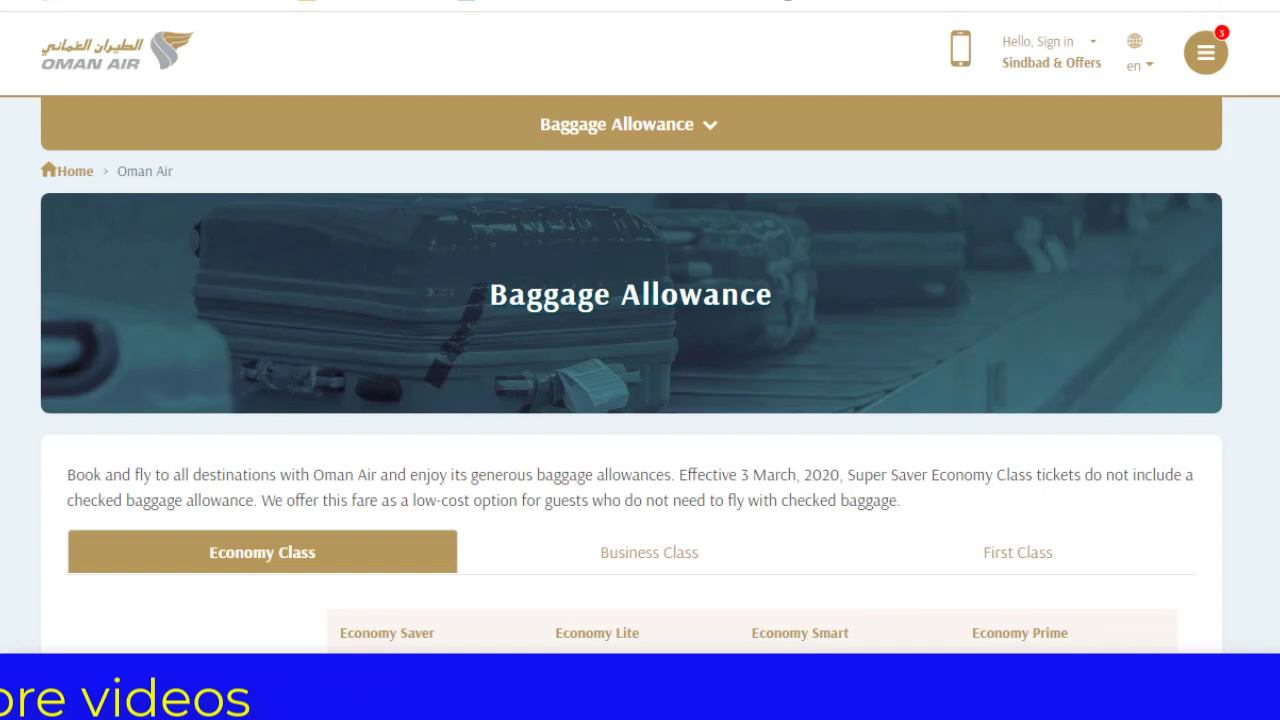 الطيران العماني
OMAN AIR
Hello, Sign in
Sindbad & Offers
en
3
Baggage Allowance
Home > Oman Air
Baggage Allowance
Book and fly to all destinations with Oman Air and enjoy its generous baggage allowances. Effective 3 March, 2020, Super Saver Economy Class tickets do not include a
checked baggage allowance. We offer this fare as a low-cost option for guests who do not need to fly with checked baggage.
Economy Class Business Class First Class
Economy Saver Economy Lite Economy Smart Economy Prime
ore videos